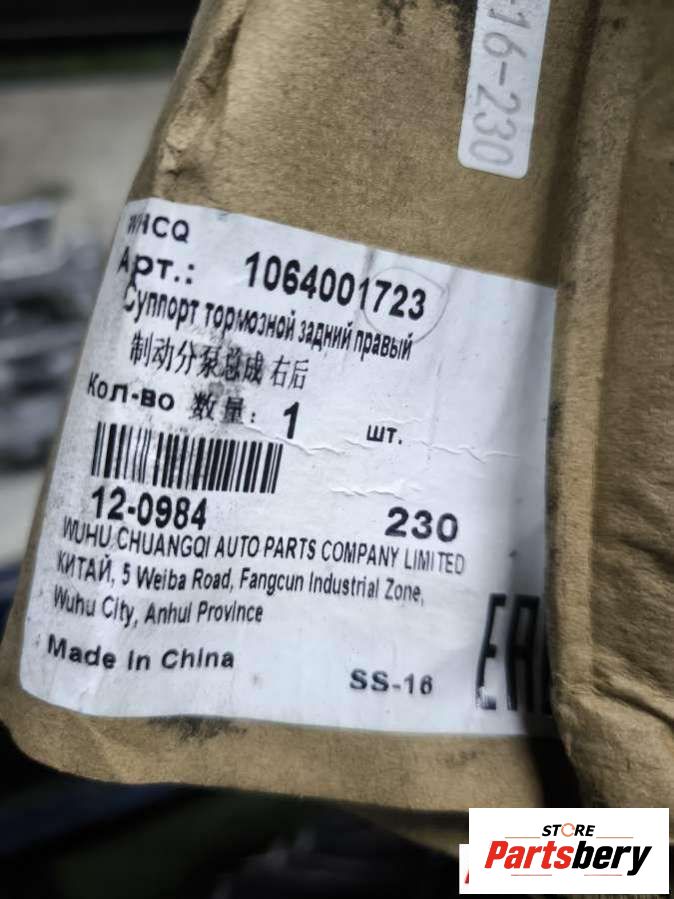 -16-230
WHCQ
Арт.: 1064001723
Суппорт тормозной задний правый
制动分泵总成 右后
Кол-во 数量: 1 шт.
12-0984 230
WUHU CHUANGQI AUTO PARTS COMPANY LIMITED
КИТАЙ, 5 Weiba Road, Fangcun Industrial Zone,
Wuhu City, Anhui Province
Made in China
SS-16
EAC
STORE
Partsbery